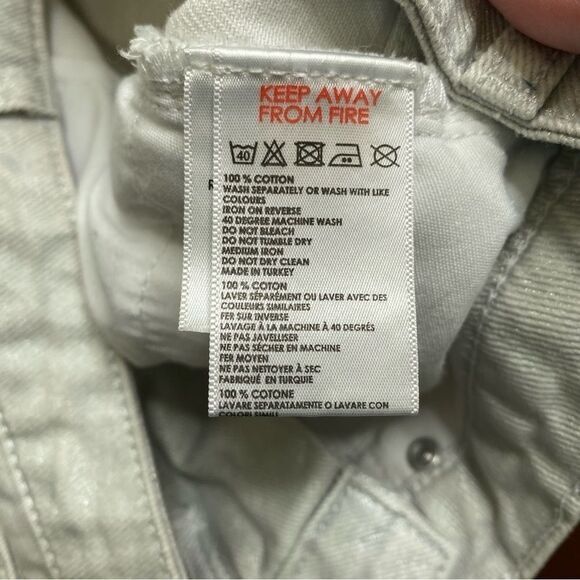 KEEP AWAY
FROM FIRE
40
100 % COTTON
WASH SEPARATELY OR WASH WITH LIKE
COLOURS
IRON ON REVERSE
40 DEGREE MACHINE WASH
DO NOT BLEACH
DO NOT TUMBLE DRY
MEDIUM IRON
DO NOT DRY CLEAN
MADE IN TURKEY
100 % COTON
LAVER SÉPARÉMENT OU LAVER AVEC DES
COULEURS SIMILAIRES
FER SUR INVERSE
LAVAGE À LA MACHINE À 40 DEGRÉS
NE PAS JAVELLISER
NE PAS SÉCHER EN MACHINE
FER MOYEN
NE PAS NETTOYER À SEC
FABRIQUÉ EN TURQUIE
100 % COTONE
LAVARE SEPARATAMENTE O LAVARE CON
COLORI SIMILI